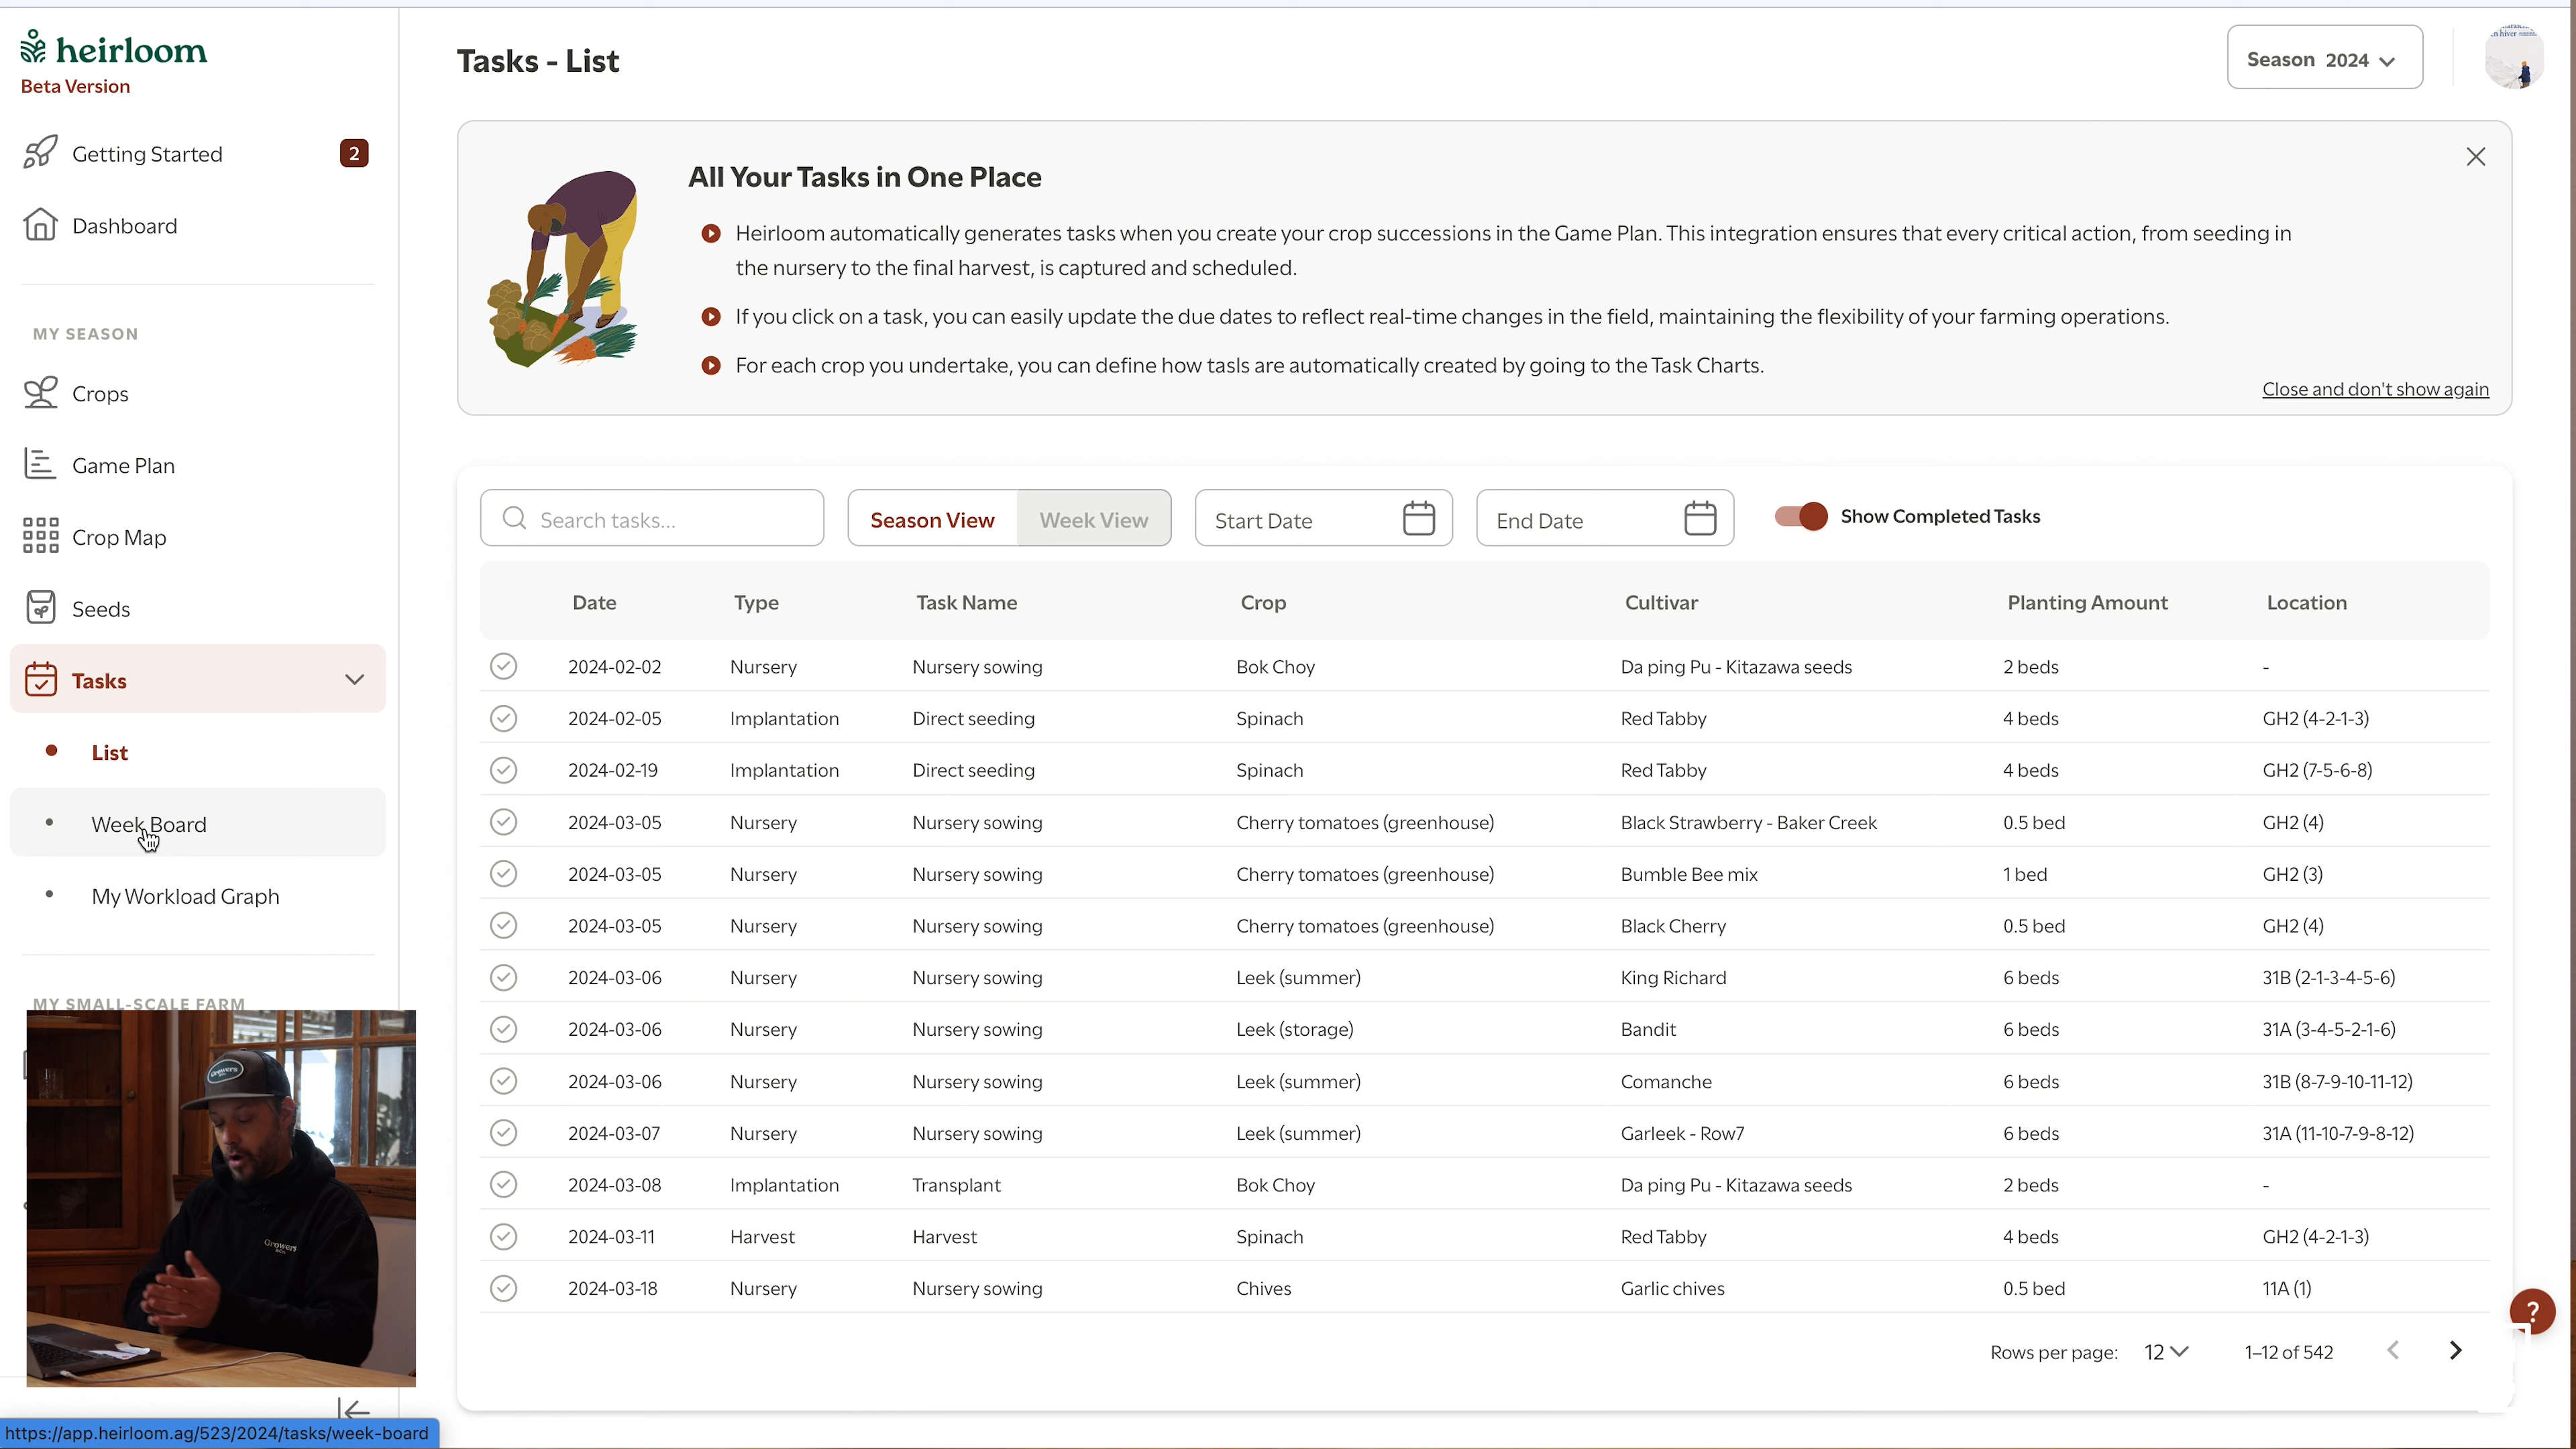 heirloom
Beta Version
Getting Started 2
Dashboard
MY SEASON
Crops
Game Plan
Crop Map
Seeds
Tasks
List
Week Board
My Workload Graph
MY SMALL-SCALE FARM
https://app.heirloom.ag/523/2024/tasks/week-board
Tasks - List
Season 2024
All Your Tasks in One Place
Heirloom automatically generates tasks when you create your crop successions in the Game Plan. This integration ensures that every critical action, from seeding in
the nursery to the final harvest, is captured and scheduled.
If you click on a task, you can easily update the due dates to reflect real-time changes in the field, maintaining the flexibility of your farming operations.
For each crop you undertake, you can define how tasls are automatically created by going to the Task Charts.
Close and don't show again
Search tasks... Season View Week View Start Date End Date Show Completed Tasks
Date Type Task Name Crop Cultivar Planting Amount Location
2024-02-02 Nursery Nursery sowing Bok Choy Da ping Pu - Kitazawa seeds 2 beds -
2024-02-05 Implantation Direct seeding Spinach Red Tabby 4 beds GH2 (4-2-1-3)
2024-02-19 Implantation Direct seeding Spinach Red Tabby 4 beds GH2 (7-5-6-8)
2024-03-05 Nursery Nursery sowing Cherry tomatoes (greenhouse) Black Strawberry - Baker Creek 0.5 bed GH2 (4)
2024-03-05 Nursery Nursery sowing Cherry tomatoes (greenhouse) Bumble Bee mix 1 bed GH2 (3)
2024-03-05 Nursery Nursery sowing Cherry tomatoes (greenhouse) Black Cherry 0.5 bed GH2 (4)
2024-03-06 Nursery Nursery sowing Leek (summer) King Richard 6 beds 31B (2-1-3-4-5-6)
2024-03-06 Nursery Nursery sowing Leek (storage) Bandit 6 beds 31A (3-4-5-2-1-6)
2024-03-06 Nursery Nursery sowing Leek (summer) Comanche 6 beds 31B (8-7-9-10-11-12)
2024-03-07 Nursery Nursery sowing Leek (summer) Garleek - Row7 6 beds 31A (11-10-7-9-8-12)
2024-03-08 Implantation Transplant Bok Choy Da ping Pu - Kitazawa seeds 2 beds -
2024-03-11 Harvest Harvest Spinach Red Tabby 4 beds GH2 (4-2-1-3)
2024-03-18 Nursery Nursery sowing Chives Garlic chives 0.5 bed 11A (1)
Rows per page: 12 1–12 of 542
?
Growers
Growers